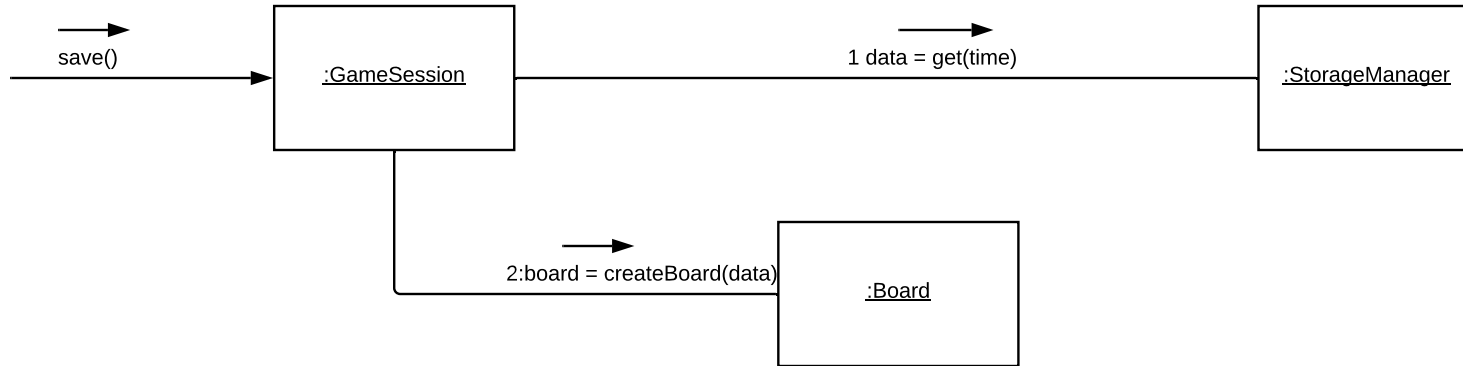 save()
:GameSession
1 data = get(time)
:StorageManager
2:board = createBoard(data)
:Board